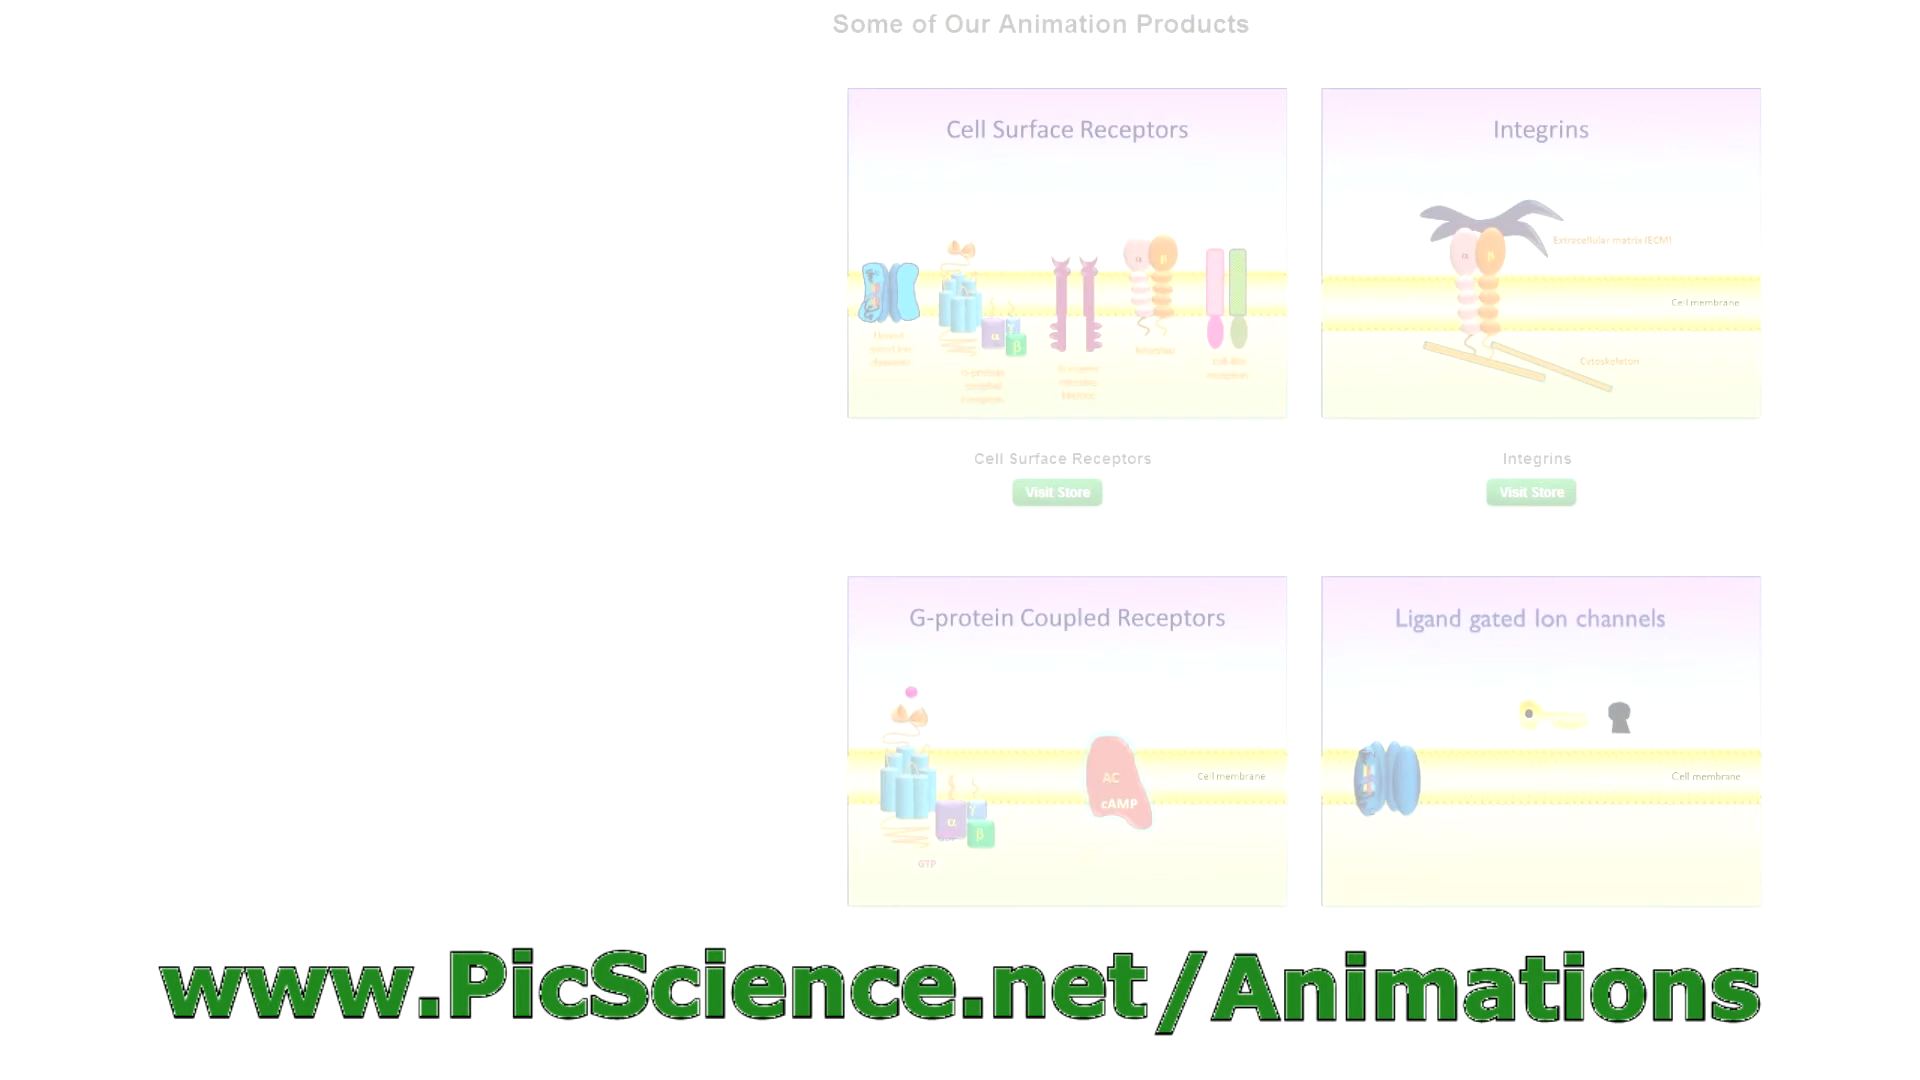 Some of Our Animation Products
Cell Surface Receptors
α β
α γ
β
Integrins
Extracellular matrix (ECM)
α β
Cell membrane
Cytoskeleton
Cell Surface Receptors
Visit Store
Integrins
Visit Store
G-protein Coupled Receptors
AC
cAMP
Cell membrane
α γ
β
GTP
Ligand gated Ion channels
Cell membrane
www.PicScience.net/Animations